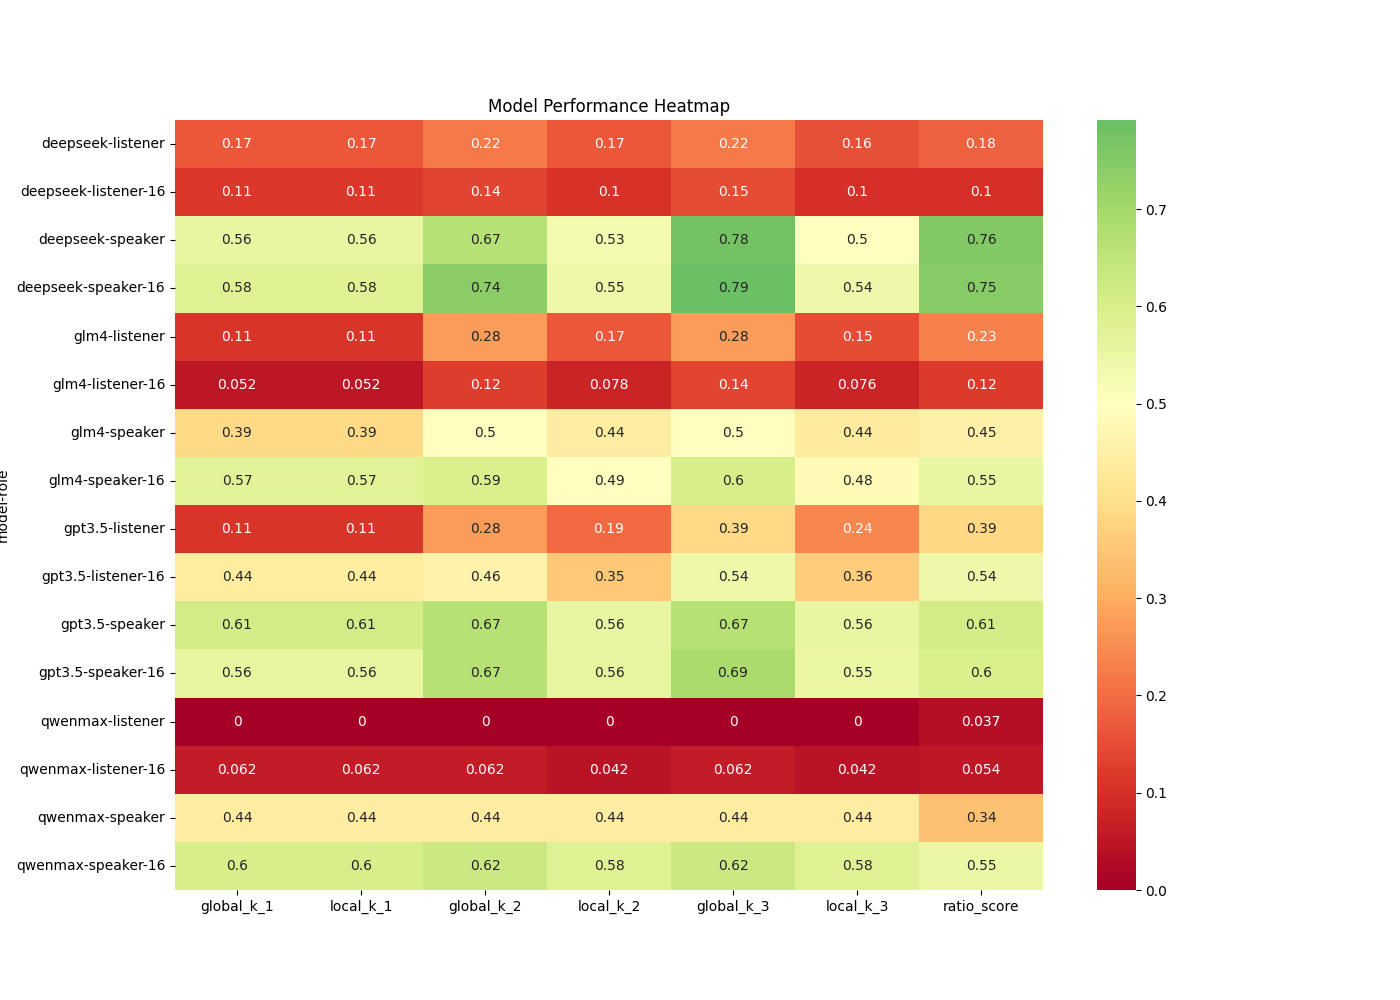 Model Performance Heatmap
deepseek-listener 0.17 0.17 0.22 0.17 0.22 0.16 0.18
deepseek-listener-16 0.11 0.11 0.14 0.1 0.15 0.1 0.1
deepseek-speaker 0.56 0.56 0.67 0.53 0.78 0.5 0.76
deepseek-speaker-16 0.58 0.58 0.74 0.55 0.79 0.54 0.75
glm4-listener 0.11 0.11 0.28 0.17 0.28 0.15 0.23
glm4-listener-16 0.052 0.052 0.12 0.078 0.14 0.076 0.12
glm4-speaker 0.39 0.39 0.5 0.44 0.5 0.44 0.45
glm4-speaker-16 0.57 0.57 0.59 0.49 0.6 0.48 0.55
gpt3.5-listener 0.11 0.11 0.28 0.19 0.39 0.24 0.39
gpt3.5-listener-16 0.44 0.44 0.46 0.35 0.54 0.36 0.54
gpt3.5-speaker 0.61 0.61 0.67 0.56 0.67 0.56 0.61
gpt3.5-speaker-16 0.56 0.56 0.67 0.56 0.69 0.55 0.6
qwenmax-listener 0 0 0 0 0 0 0.037
qwenmax-listener-16 0.062 0.062 0.062 0.042 0.062 0.042 0.054
qwenmax-speaker 0.44 0.44 0.44 0.44 0.44 0.44 0.34
qwenmax-speaker-16 0.6 0.6 0.62 0.58 0.62 0.58 0.55
global_k_1 local_k_1 global_k_2 local_k_2 global_k_3 local_k_3 ratio_score
model-role
0.7
0.6
0.5
0.4
0.3
0.2
0.1
0.0